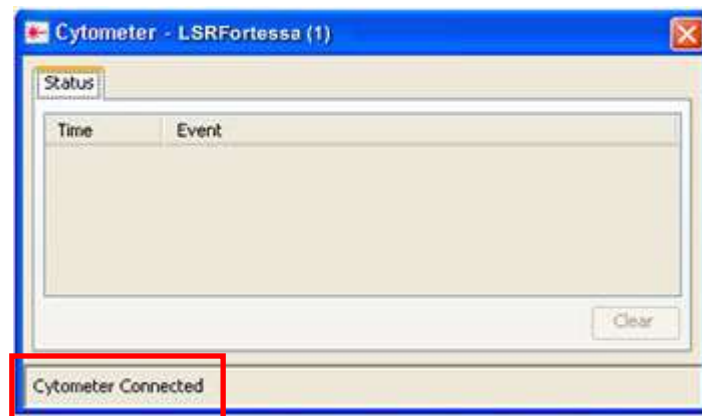 Cytometer - LSRFortessa (1)
Status
Time Event
Clear
Cytometer Connected